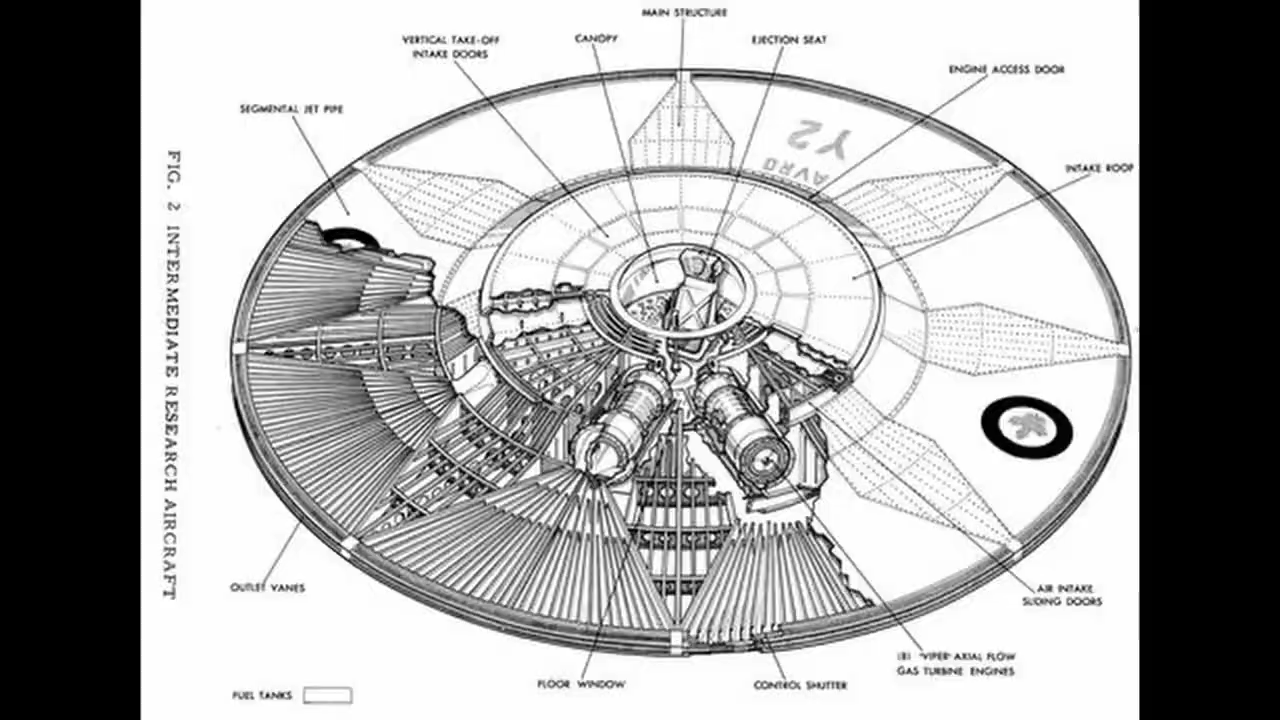 MAIN STRUCTURE
VERTICAL TAKE-OFF
INTAKE DOORS
CANOPY
EJECTION SEAT
ENGINE ACCESS DOOR
SEGMENTAL JET PIPE
INTAKE ROOF
AVRO
Y2
FIG. 2 INTERMEDIATE RESEARCH AIRCRAFT
OUTLET VANES
AIR INTAKE
SLIDING DOORS
(8) 'VIPER' AXIAL FLOW
GAS TURBINE ENGINES
FLOOR WINDOW
CONTROL SHUTTER
FUEL TANKS